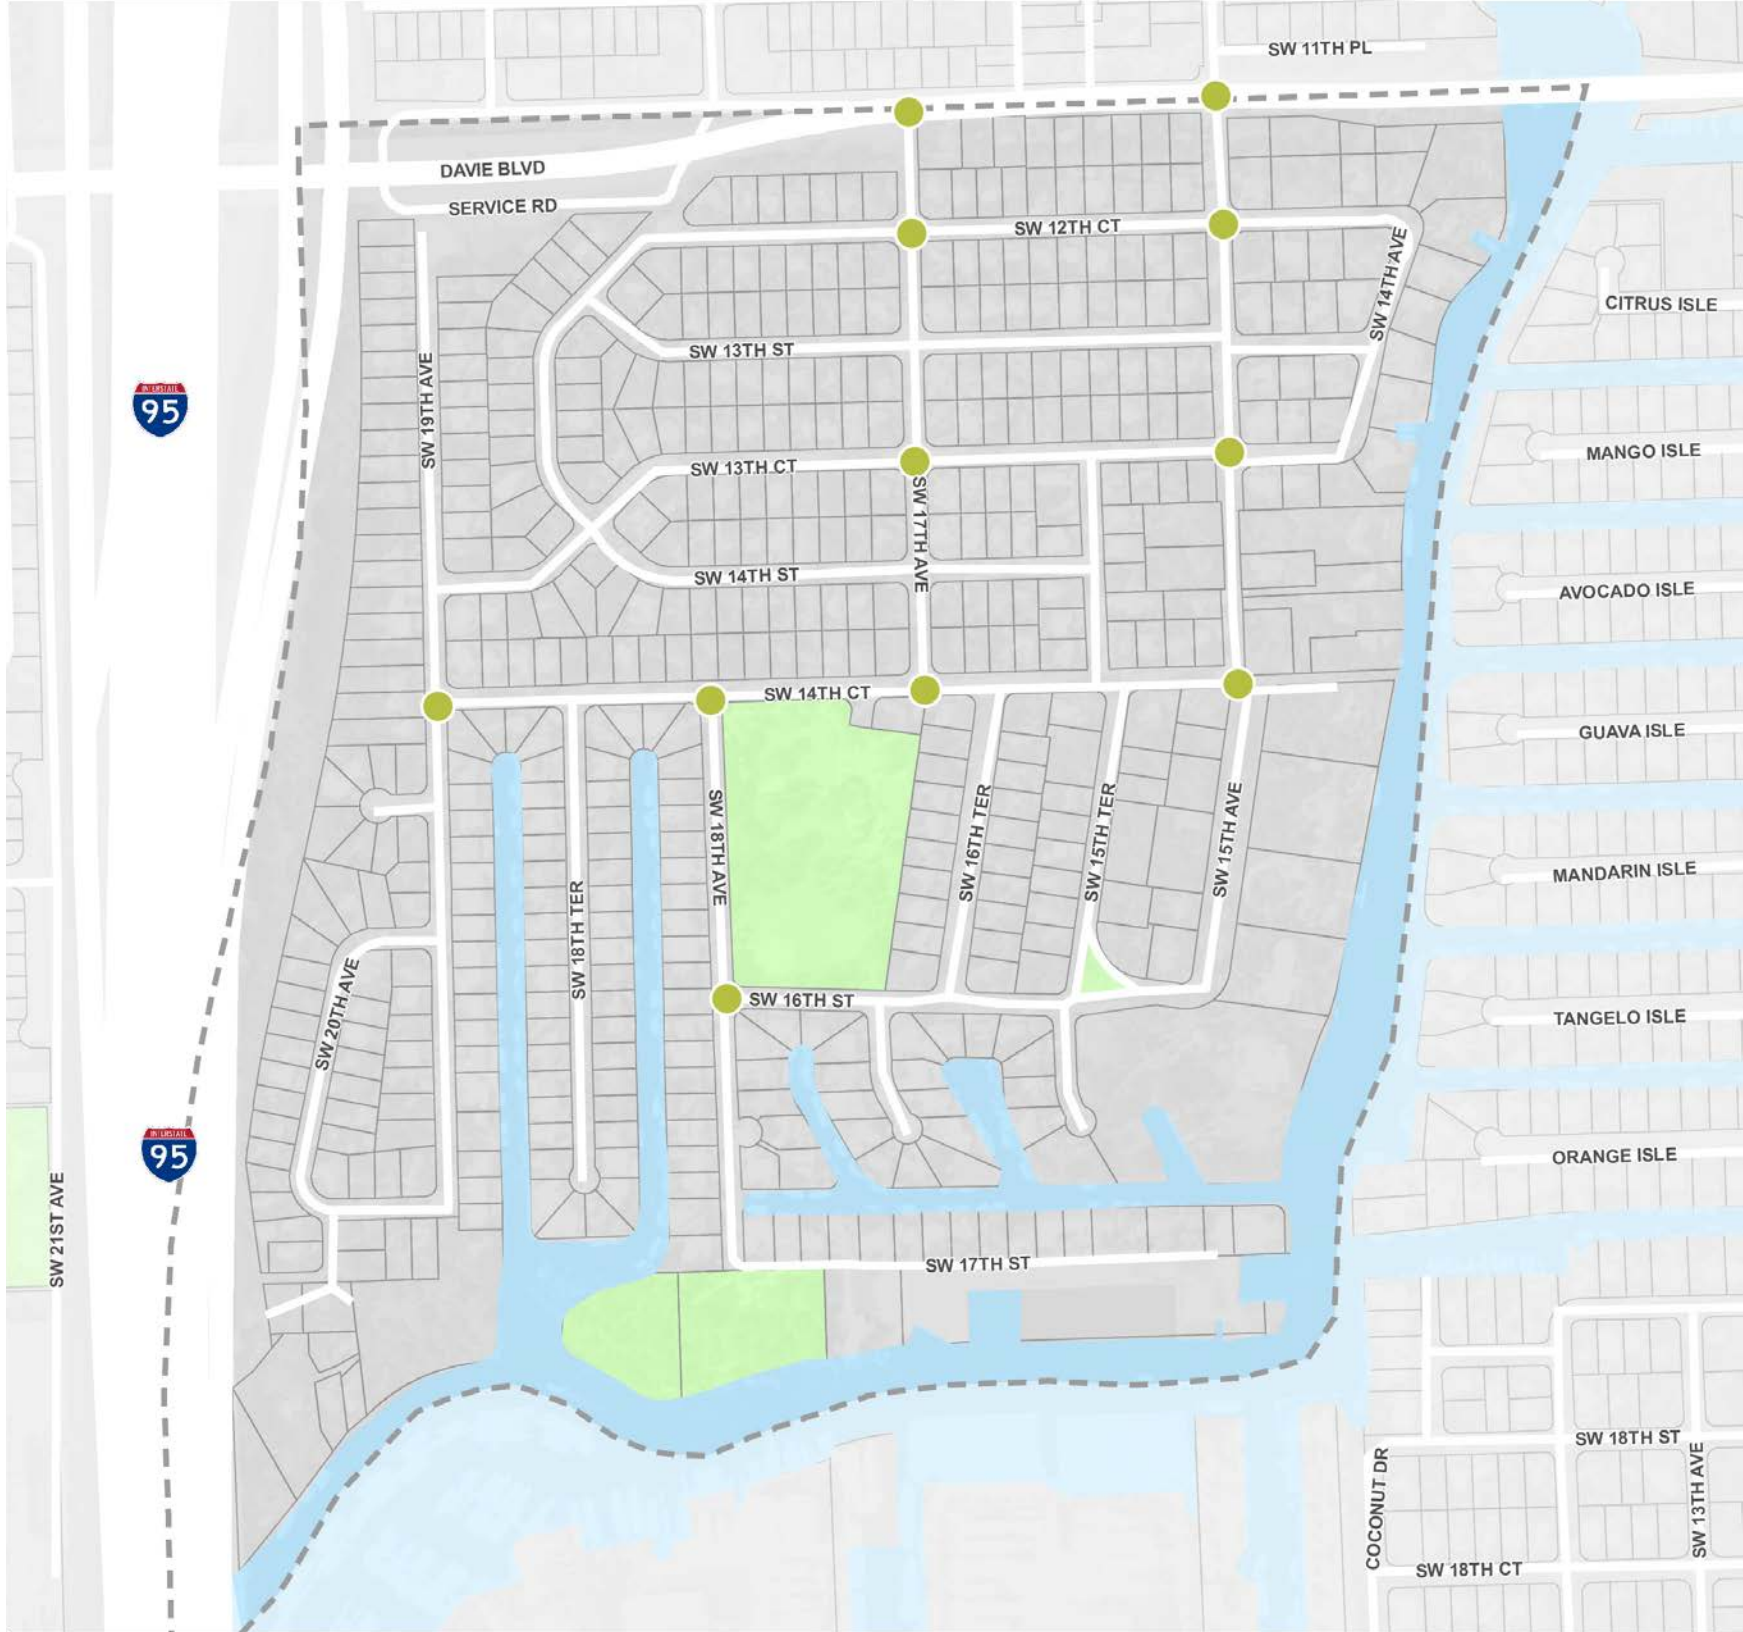 SW 11TH PL
DAVIE BLVD
SERVICE RD
SW 12TH CT
SW 14TH AVE
CITRUS ISLE
SW 13TH ST
SW 19TH AVE
INTERSTATE
95
MANGO ISLE
SW 13TH CT
SW 17TH AVE
SW 14TH ST
AVOCADO ISLE
SW 14TH CT
GUAVA ISLE
SW 18TH AVE
SW 16TH TER
SW 15TH TER
SW 15TH AVE
MANDARIN ISLE
SW 18TH TER
SW 20TH AVE
SW 16TH ST
TANGELO ISLE
INTERSTATE
95
ORANGE ISLE
SW 21ST AVE
SW 17TH ST
SW 18TH ST
COCONUT DR
SW 13TH AVE
SW 18TH CT